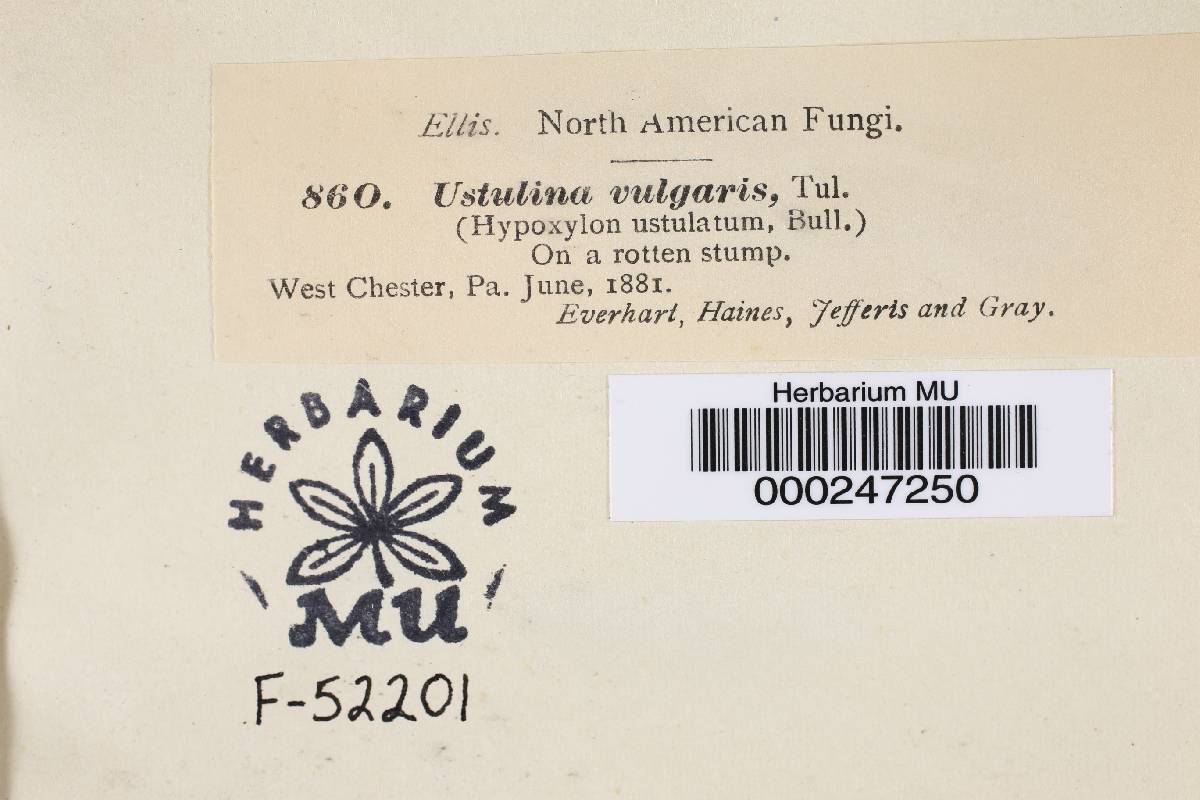 Ellis. North American Fungi.
860. Ustulina vulgaris, Tul.
(Hypoxylon ustulatum, Bull.)
On a rotten stump.
West Chester, Pa. June, 1881.
Everhart, Haines, Jefferis and Gray.
HERBARIUM
MU
F-52201
Herbarium MU
000247250